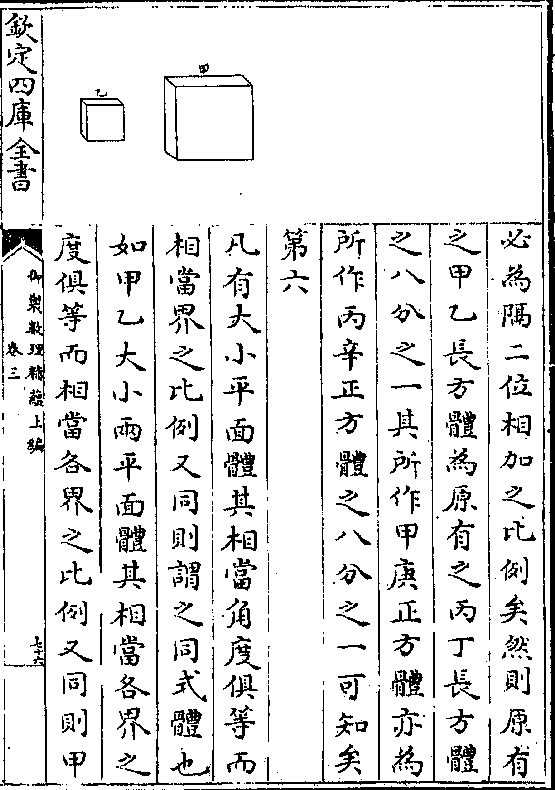 必為隔二位相加之比例矣然則原有
之甲乙長方體為原有之丙丁長方體
之八分之一其所作甲庚正方體亦為
所作丙辛正方體之八分之一可知矣
第六
凡有大小平面體其相當角度俱等而
相當界之比例又同則謂之同式體也
如甲乙大小兩平面體其相當各界之
度俱等而相當各界之比例又同則甲
甲
乙
欽定四庫全書
御製數理精蘊上編
卷三